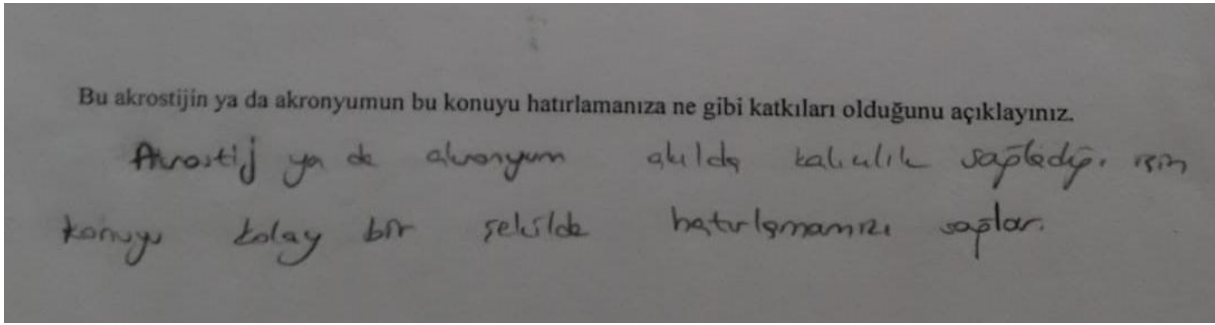 Bu akrostijin ya da akronyumun bu konuyu hatırlamanıza ne gibi katkıları olduğunu açıklayınız.
Akrostij ya da akronyum akılda kalıcılık sağladığı için
konuyu kolay bir şekilde hatırlamamızı sağlar.